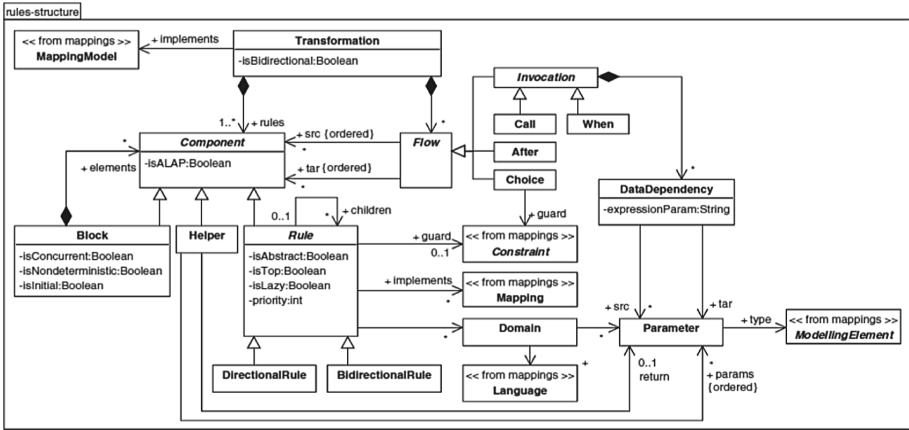 rules-structure
<< from mappings >>
MappingModel
+ implements
Transformation
-isBidirectional:Boolean
1..*
+ rules
*
Invocation
Call
When
*
Component
-isALAP:Boolean
*
+ elements
+ src {ordered}
*
+ tar {ordered}
*
Flow
After
Choice
DataDependency
-expressionParam:String
Block
-isConcurrent:Boolean
-isNondeterministic:Boolean
-isInitial:Boolean
Helper
0..1
*
+ children
Rule
-isAbstract:Boolean
-isTop:Boolean
-isLazy:Boolean
-priority:int
+ guard
0..1
+ guard
<< from mappings >>
Constraint
+ implements
*
<< from mappings >>
Mapping
*
Domain
*
+ src
*
+ tar
*
Parameter
+ type
<< from mappings >>
ModellingElement
DirectionalRule
BidirectionalRule
+
<< from mappings >>
Language
0..1
return
*
+ params
{ordered}